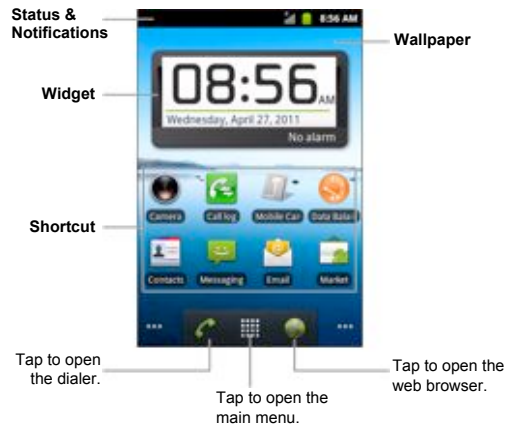 Status &
Notifications
8:56 AM
Wallpaper
Widget
08:56 AM
Wednesday, April 27, 2011
No alarm
Shortcut
Camera
Call log
Mobile Car
Data Balan
Contacts
Messaging
Email
Market
Tap to open
the dialer.
Tap to open the
main menu.
Tap to open the
web browser.